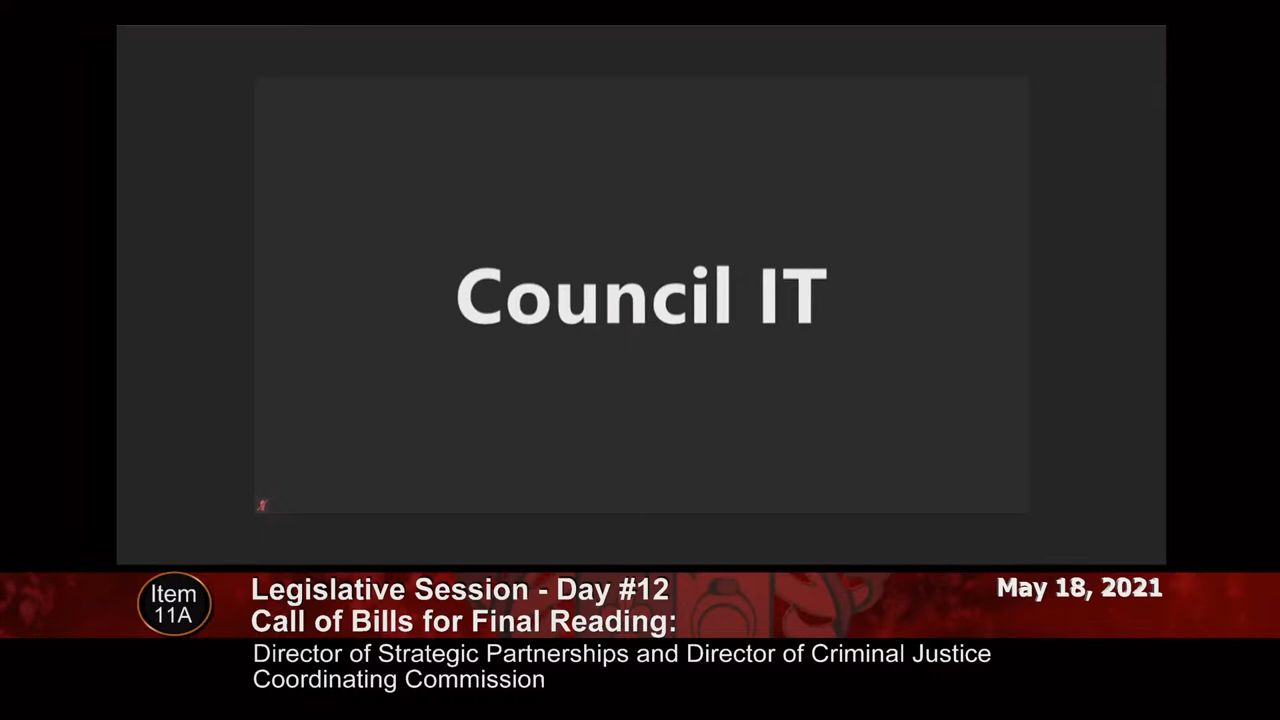 Council IT
Item
11A
Legislative Session - Day #12
May 18, 2021
Call of Bills for Final Reading:
Director of Strategic Partnerships and Director of Criminal Justice
Coordinating Commission